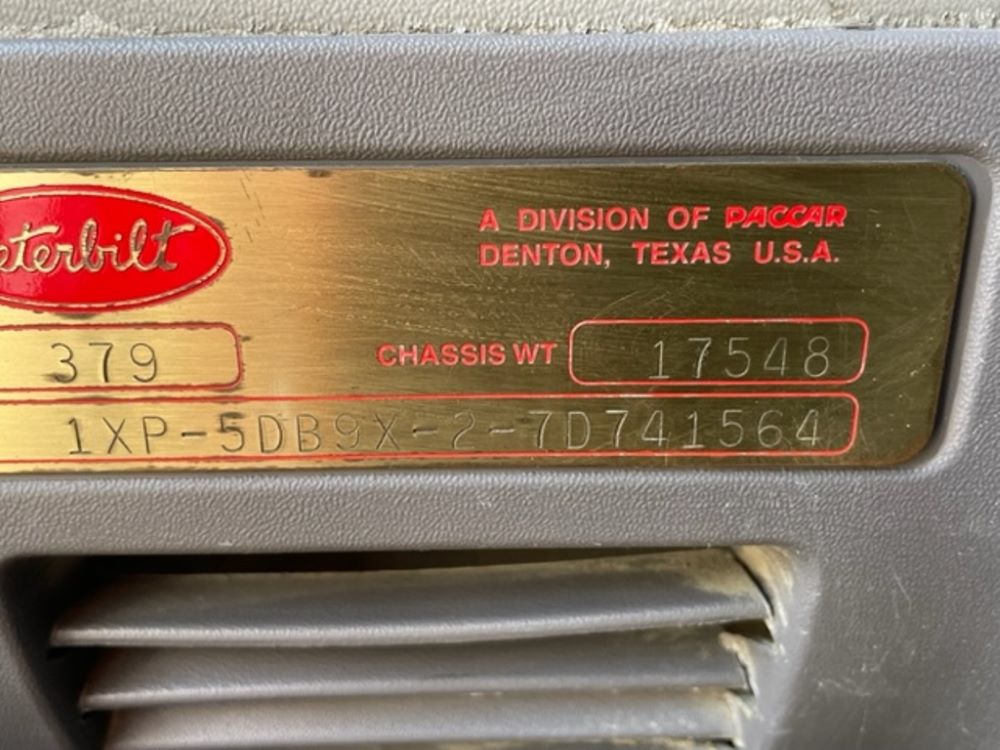 eterbilt
A DIVISION OF PACCAR
DENTON, TEXAS U.S.A.
379 CHASSIS WT 17548
1XP-5DB9X-2-7D741564